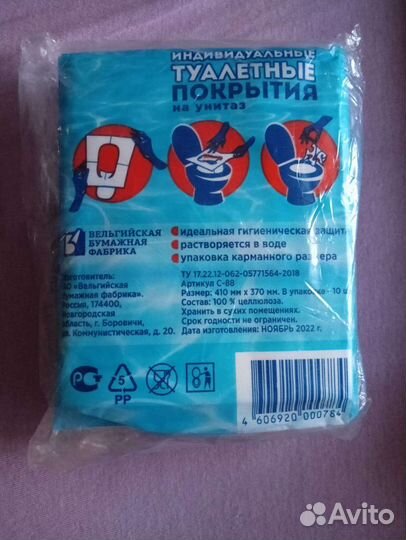 ИНДИВИДУАЛЬНЫЕ
ТУАЛЕТНЫЕ
ПОКРЫТИЯ
на унитаз
ВЕЛЬГИЙСКАЯ
БУМАЖНАЯ
ФАБРИКА
идеальная гигиеническая защита
растворяется в воде
упаковка карманного размера
Изготовитель:
АО «Вельгийская
бумажная фабрика».
Россия, 174400,
Новгородская
область, г. Боровичи,
ул. Коммунистическая, д. 20.
ТУ 17.22.12-062-05771564-2018
Артикул С-88
Размер: 410 мм х 370 мм. В упаковке - 10 ш
Состав: 100 % целлюлоза.
Хранить в сухих помещениях.
Срок годности не ограничен.
Дата изготовления: НОЯБРЬ 2022 г.
РСТ
5
PP
4 606920 000784
Avito